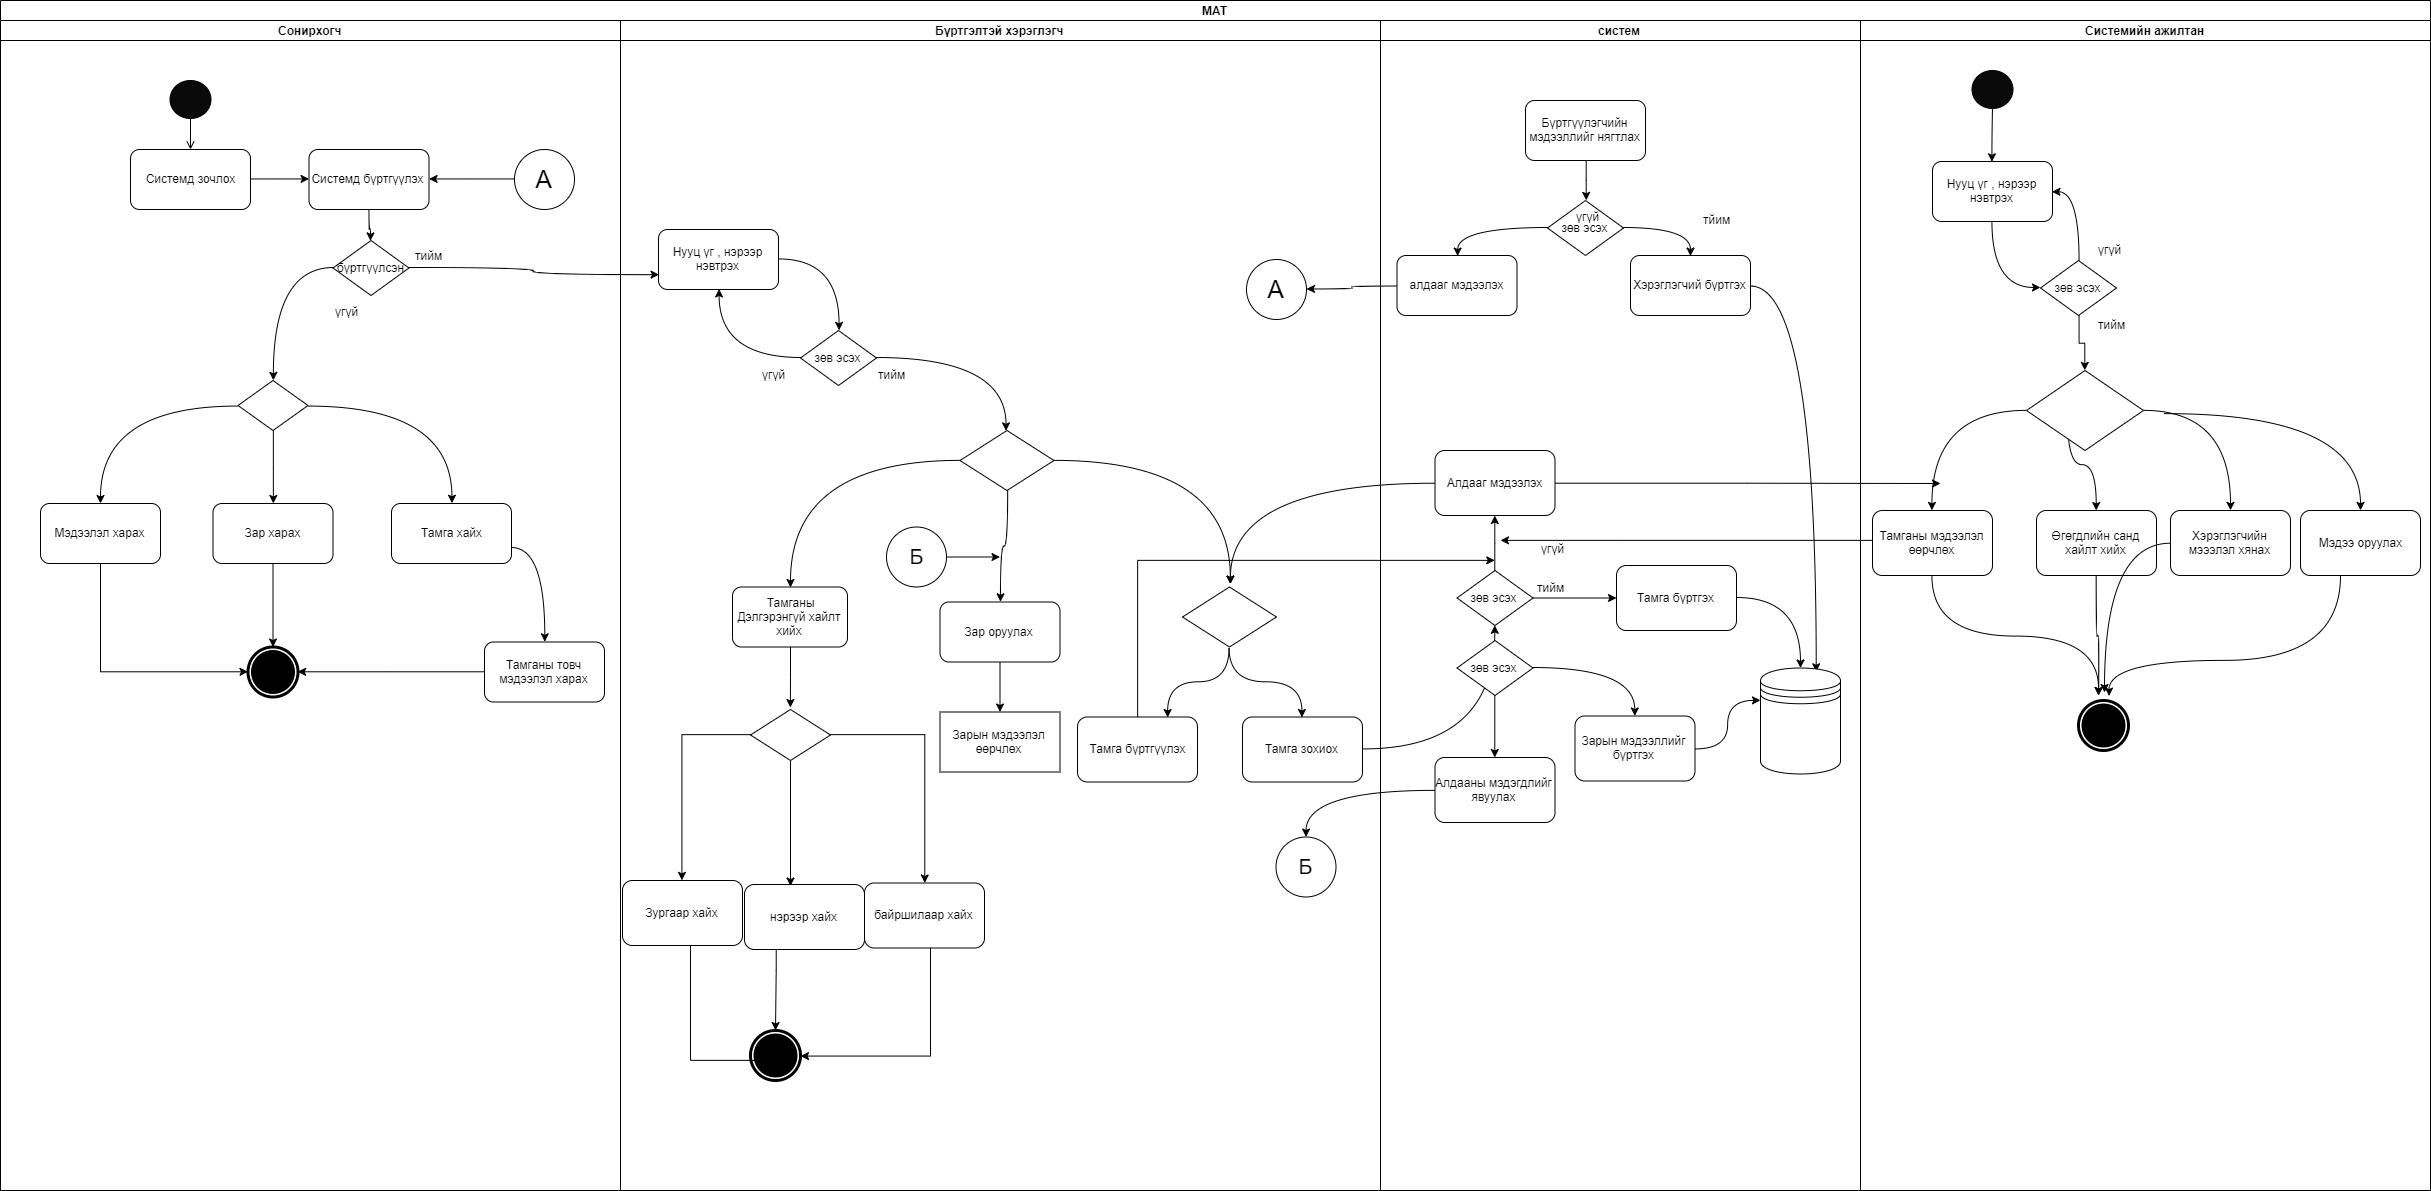 МАТ
Сонирхогч
Бүртгэлтэй хэрэглэгч
систем
Системийн ажилтан
Системд зочлох
Системд бүртгүүлэх
А
бүртгүүлсэн
тийм
үгүй
Мэдээлэл харах
Зар харах
Тамга хайх
Тамганы товч
мэдээлэл харах
Нууц үг , нэрээр
нэвтрэх
зөв эсэх
үгүй
тийм
Б
Тамганы
Дэлгэрэнгүй хайлт
хийх
Зар оруулах
Зарын мэдээлэл
өөрчлөх
Тамга бүртгүүлэх
Тамга зохиох
Зургаар хайх
нэрээр хайх
байршилаар хайх
А
Б
Бүртгүүлэгчийн
мэдээллийг нягтлах
үгүй
зөв эсэх
тйим
алдааг мэдээлэх
Хэрэглэгчий бүртгэх
Алдааг мэдээлэх
үгүй
зөв эсэх
тийм
Тамга бүртгэх
зөв эсэх
Зарын мэдээллийг
бүртгэх
Алдааны мэдэгдлийг
явуулах
Нууц үг , нэрээр
нэвтрэх
үгүй
зөв эсэх
тийм
Тамганы мэдээлэл
өөрчлөх
Өгөгдлийн санд
хайлт хийх
Хэрэглэгчийн
мэээлэл хянах
Мэдээ оруулах